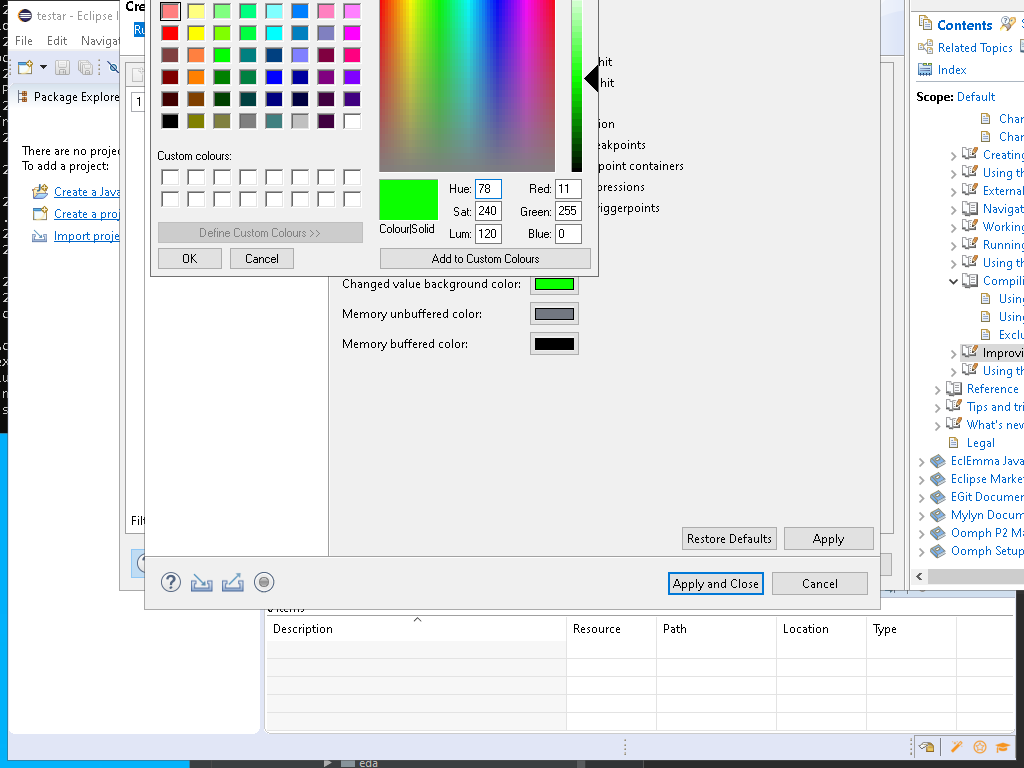 testar - Eclipse I
File Edit Navigat
Package Explore
There are no projec
To add a project:
Create a Java
Create a proj
Import proje
Cre
Ru
1
Filt
Custom colours:
Define Custom Colours >>
OK
Cancel
Colour|Solid
Hue: 78
Sat: 240
Lum: 120
Red: 11
Green: 255
Blue: 0
Add to Custom Colours
hit
hit
ion
eakpoints
point containers
pressions
riggerpoints
Changed value background color:
Memory unbuffered color:
Memory buffered color:
Restore Defaults
Apply
Apply and Close
Cancel
Contents
Related Topics
Index
Scope: Default
Char
Char
Creating
Using th
External
Navigat
Working
Running
Using th
Compili
Using
Using
Exclu
Improvi
Using th
Reference
Tips and tri
What's new
Legal
EclEmma Java
Eclipse Marke
EGit Documen
Mylyn Docum
Oomph P2 Ma
Oomph Setup
Description
Resource
Path
Location
Type
eda